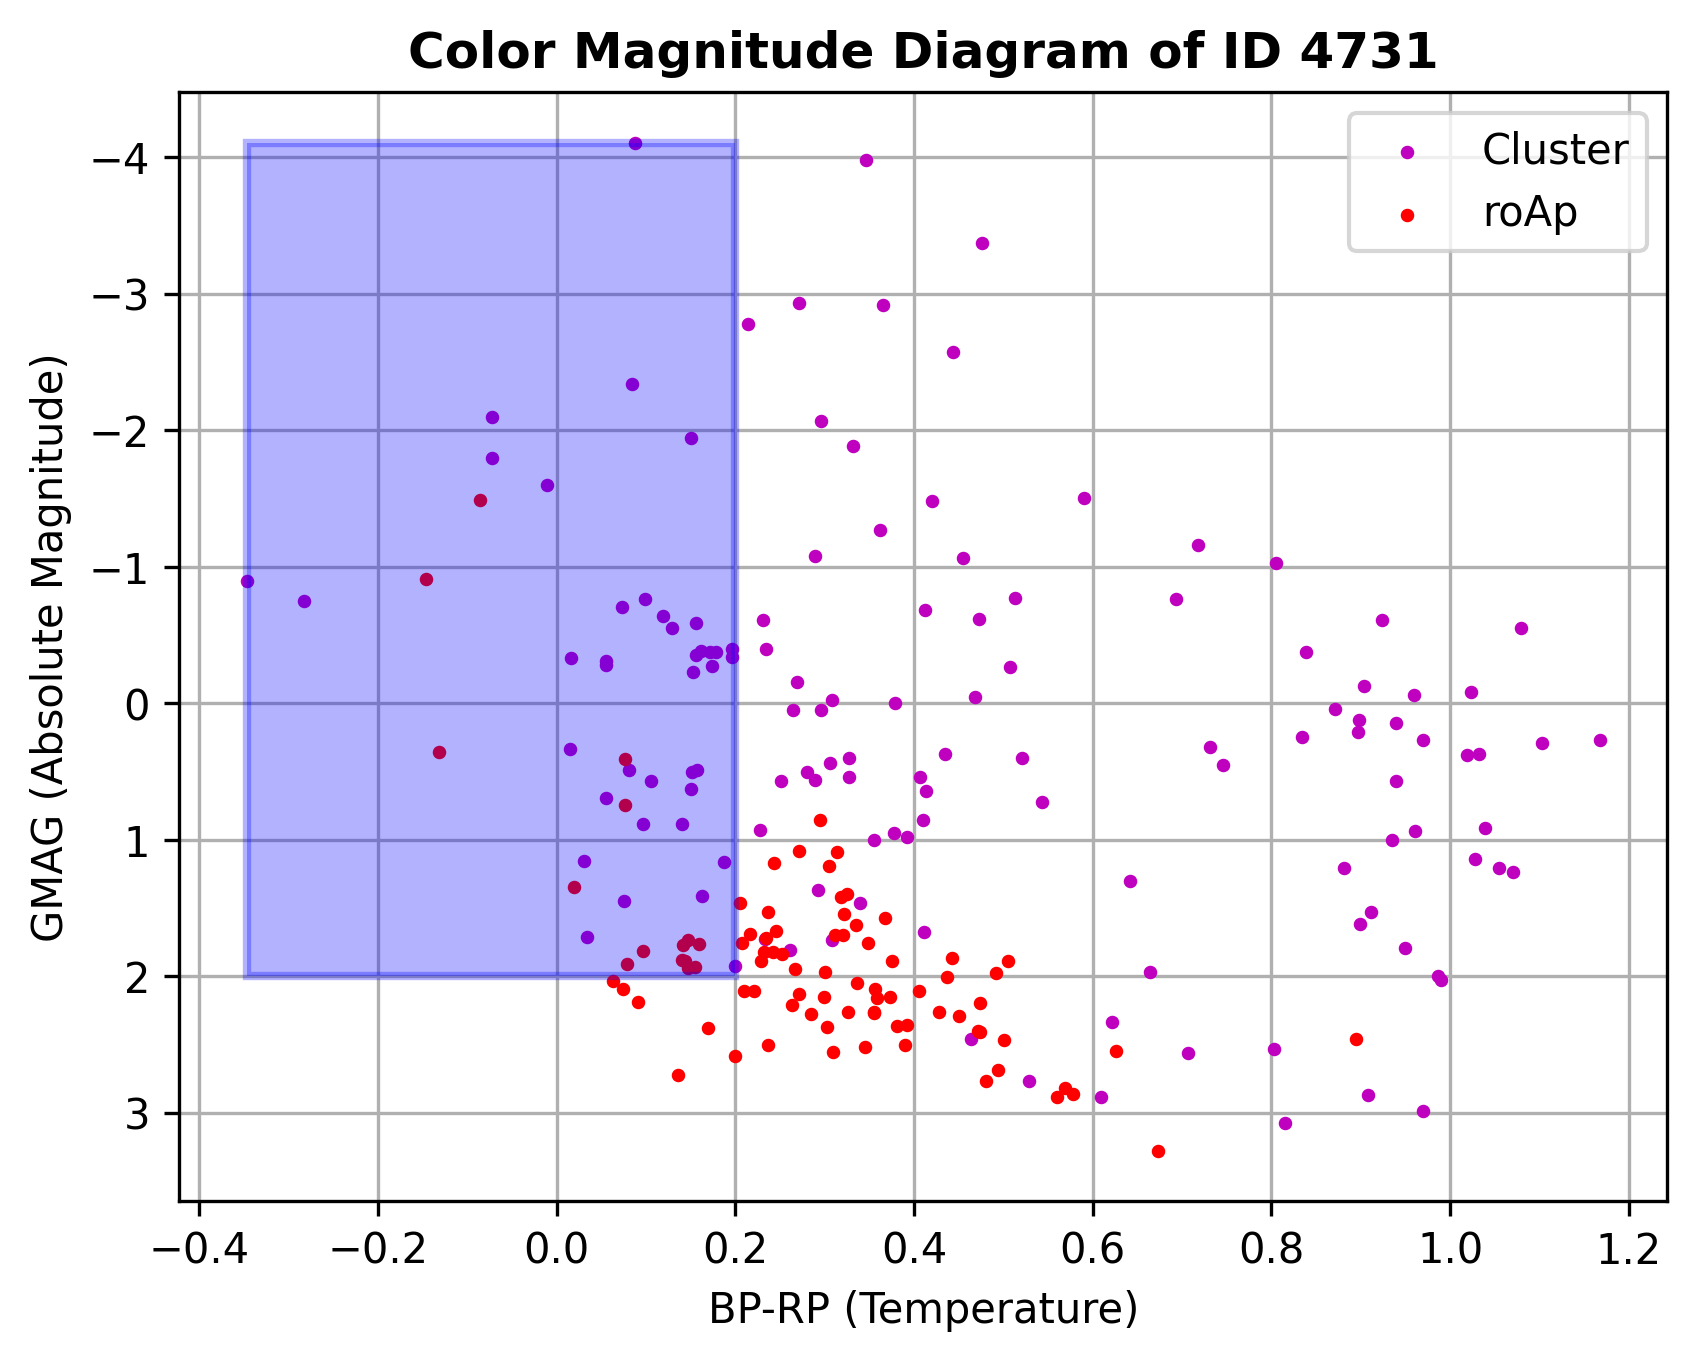 Color Magnitude Diagram of ID 4731
Cluster
roAp
GMAG (Absolute Magnitude)
−4
−3
−2
−1
0
1
2
3
−0.4 −0.2 0.0 0.2 0.4 0.6 0.8 1.0 1.2
BP-RP (Temperature)